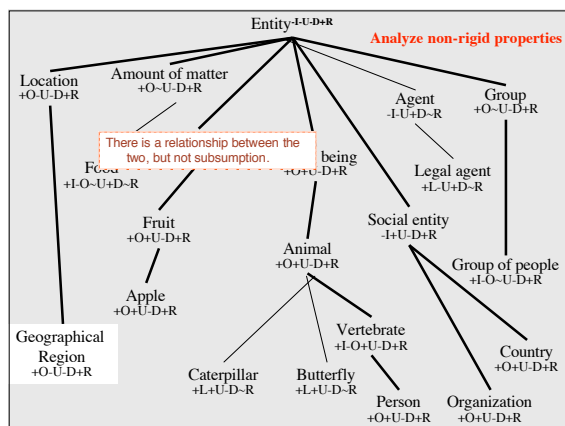 Entity-I-U-D+R
Analyze non-rigid properties
Location
+O-U-D+R
Amount of matter
+O~U-D+R
Agent
-I-U+D~R
Group
+O~U-D+R
There is a relationship between the
two, but not subsumption.
being
+O+U-D+R
Food
+I-O~U+D~R
Legal agent
+L-U+D~R
Fruit
+O+U-D+R
Social entity
-I+U-D+R
Animal
+O+U-D+R
Group of people
+I-O~U-D+R
Apple
+O+U-D+R
Geographical
Region
+O-U-D+R
Vertebrate
+I-O+U-D+R
Country
+O+U-D+R
Caterpillar
+L+U-D~R
Butterfly
+L+U-D~R
Person
+O+U-D+R
Organization
+O+U-D+R